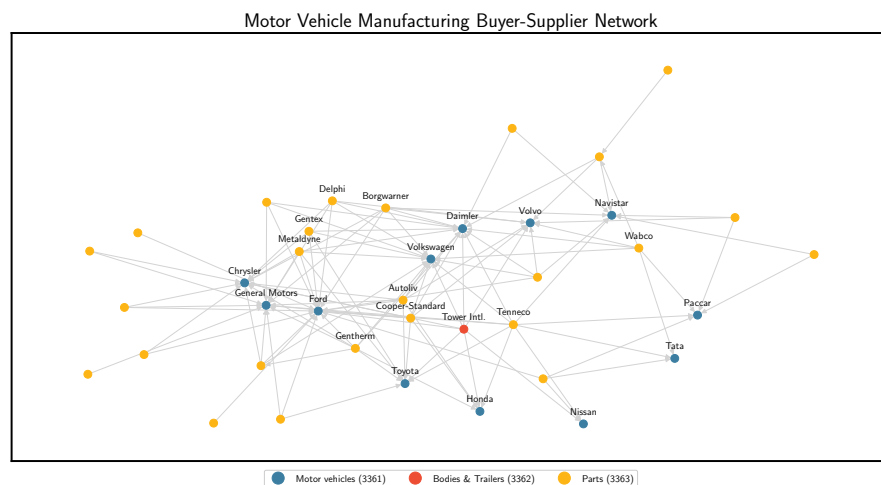 Motor Vehicle Manufacturing Buyer-Supplier Network
Delphi
Borgwarner
Gentex
Daimler
Volvo
Navistar
Metaldyne
Volkswagen
Wabco
Chrysler
General Motors
Ford
Autoliv
Cooper-Standard
Tower Intl.
Tenneco
Paccar
Gentherm
Tata
Toyota
Honda
Nissan
Motor vehicles (3361)
Bodies & Trailers (3362)
Parts (3363)